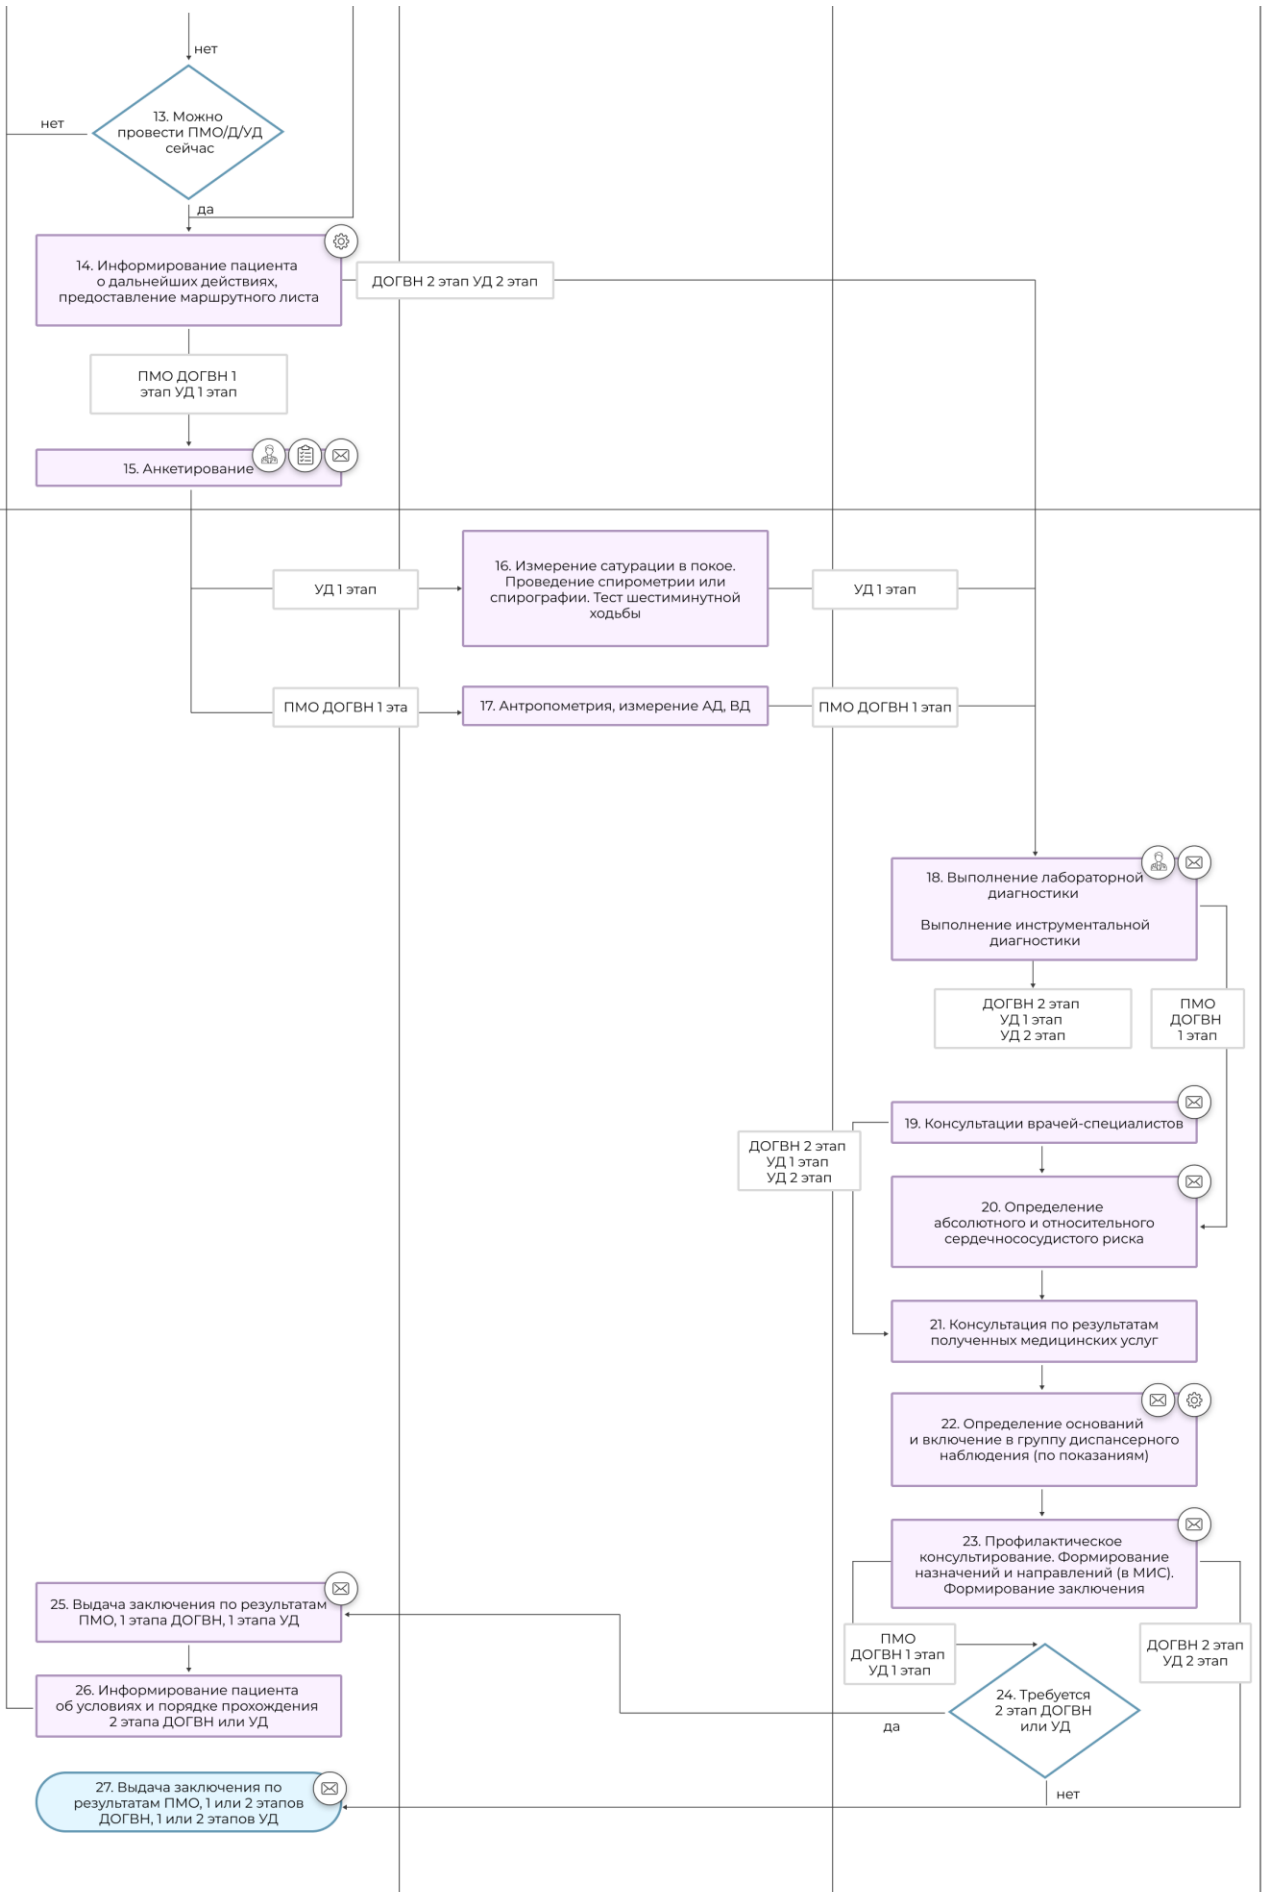 нет
13. Можно
провести ПМО/Д/УД
сейчас
нет
да
14. Информирование пациента
о дальнейших действиях,
предоставление маршрутного листа
ДОГВН 2 этап УД 2 этап
ПМО ДОГВН 1
этап УД 1 этап
15. Анкетирование
УД 1 этап
16. Измерение сатурации в покое.
Проведение спирометрии или
спирографии. Тест шестиминутной
ходьбы
УД 1 этап
ПМО ДОГВН 1 эта
17. Антропометрия, измерение АД, ВД
ПМО ДОГВН 1 этап
18. Выполнение лабораторной
диагностики
Выполнение инструментальной
диагностики
ДОГВН 2 этап
УД 1 этап
УД 2 этап
ПМО
ДОГВН
1 этап
19. Консультации врачей-специалистов
ДОГВН 2 этап
УД 1 этап
УД 2 этап
20. Определение
абсолютного и относительного
сердечнососудистого риска
21. Консультация по результатам
полученных медицинских услуг
22. Определение оснований
и включение в группу диспансерного
наблюдения (по показаниям)
23. Профилактическое
консультирование. Формирование
назначений и направлений (в МИС).
Формирование заключения
25. Выдача заключения по результатам
ПМО, 1 этапа ДОГВН, 1 этапа УД
ПМО
ДОГВН 1 этап
УД 1 этап
ДОГВН 2 этап
УД 2 этап
26. Информирование пациента
об условиях и порядке прохождения
2 этапа ДОГВН или УД
24. Требуется
2 этап ДОГВН
или УД
да
нет
27. Выдача заключения по
результатам ПМО, 1 или 2 этапов
ДОГВН, 1 или 2 этапов УД